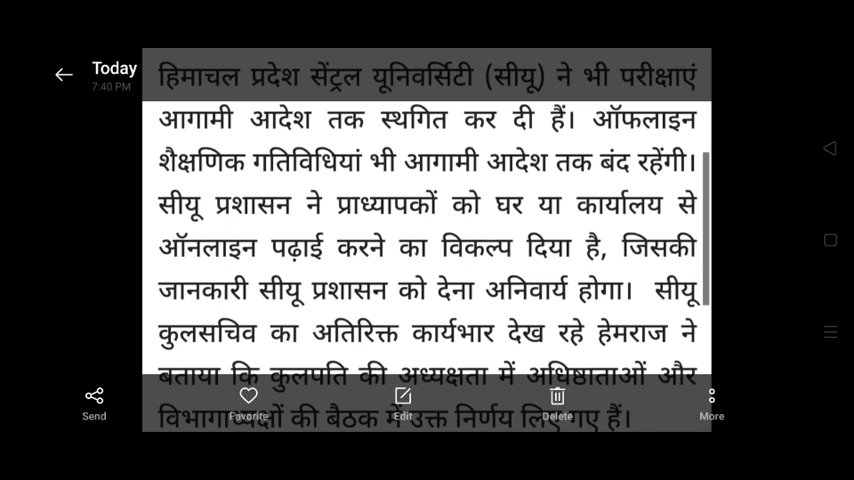 Today
7:40 PM
हिमाचल प्रदेश सेंट्रल यूनिवर्सिटी (सीयू) ने भी परीक्षाएं
आगामी आदेश तक स्थगित कर दी हैं। ऑफलाइन
शैक्षणिक गतिविधियां भी आगामी आदेश तक बंद रहेंगी।
सीयू प्रशासन ने प्राध्यापकों को घर या कार्यालय से
ऑनलाइन पढ़ाई करने का विकल्प दिया है, जिसकी
जानकारी सीयू प्रशासन को देना अनिवार्य होगा। सीयू
कुलसचिव का अतिरिक्त कार्यभार देख रहे हेमराज ने
बताया कि कुलपति की अध्यक्षता में अधिष्ठाताओं और
विभागाध्यक्षों की बैठक में उक्त निर्णय लिए गए हैं।
Send Favorite Edit Delete More